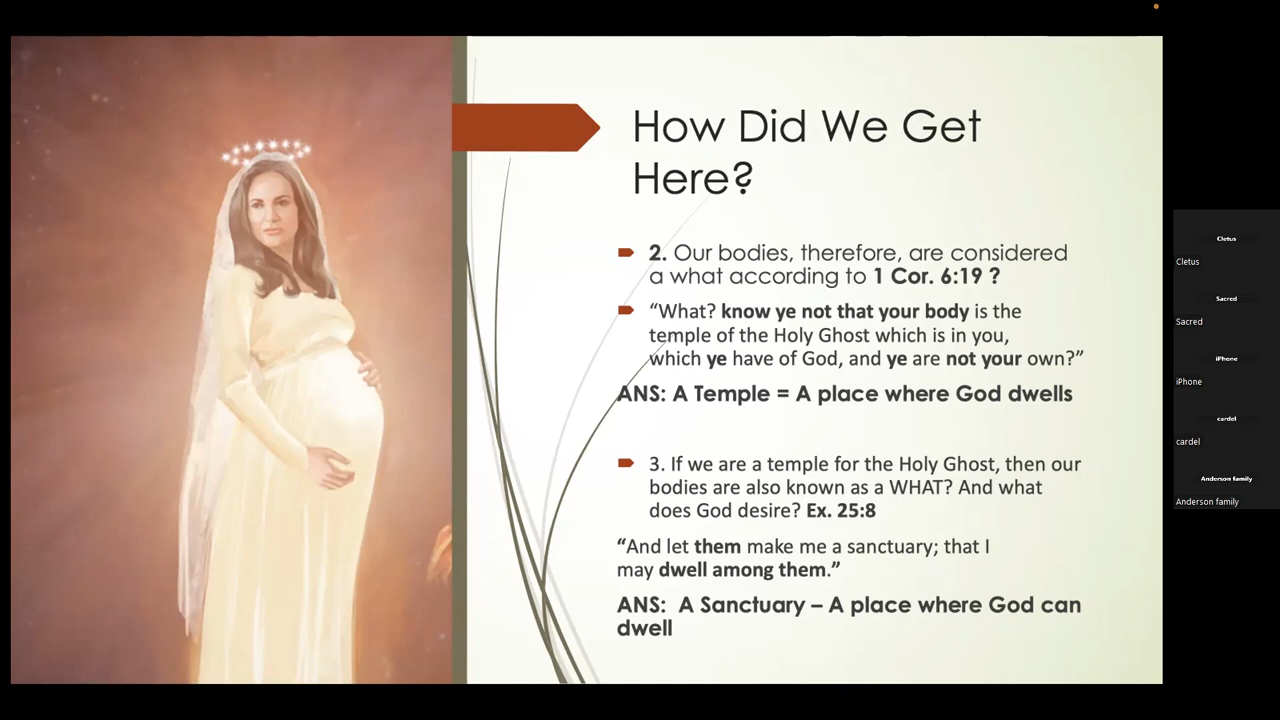 How Did We Get
Here?
2. Our bodies, therefore, are considered
a what according to 1 Cor. 6:19 ?
“What? know ye not that your body is the
temple of the Holy Ghost which is in you,
which ye have of God, and ye are not your own?”
ANS: A Temple = A place where God dwells
3. If we are a temple for the Holy Ghost, then our
bodies are also known as a WHAT? And what
does God desire? Ex. 25:8
“And let them make me a sanctuary; that I
may dwell among them.”
ANS:  A Sanctuary – A place where God can
dwell
Cletus
Cletus
Sacred
Sacred
iPhone
iPhone
cardel
cardel
Anderson family
Anderson family